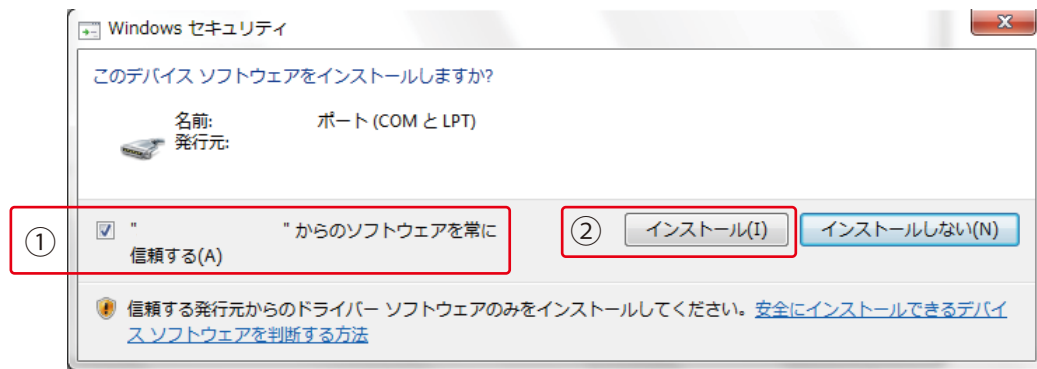 Windows セキュリティ
このデバイス ソフトウェアをインストールしますか?
名前: ポート (COM と LPT)
発行元:
① " " からのソフトウェアを常に
信頼する(A)
② インストール(I) インストールしない(N)
信頼する発行元からのドライバー ソフトウェアのみをインストールしてください。安全にインストールできるデバイ
ス ソフトウェアを判断する方法